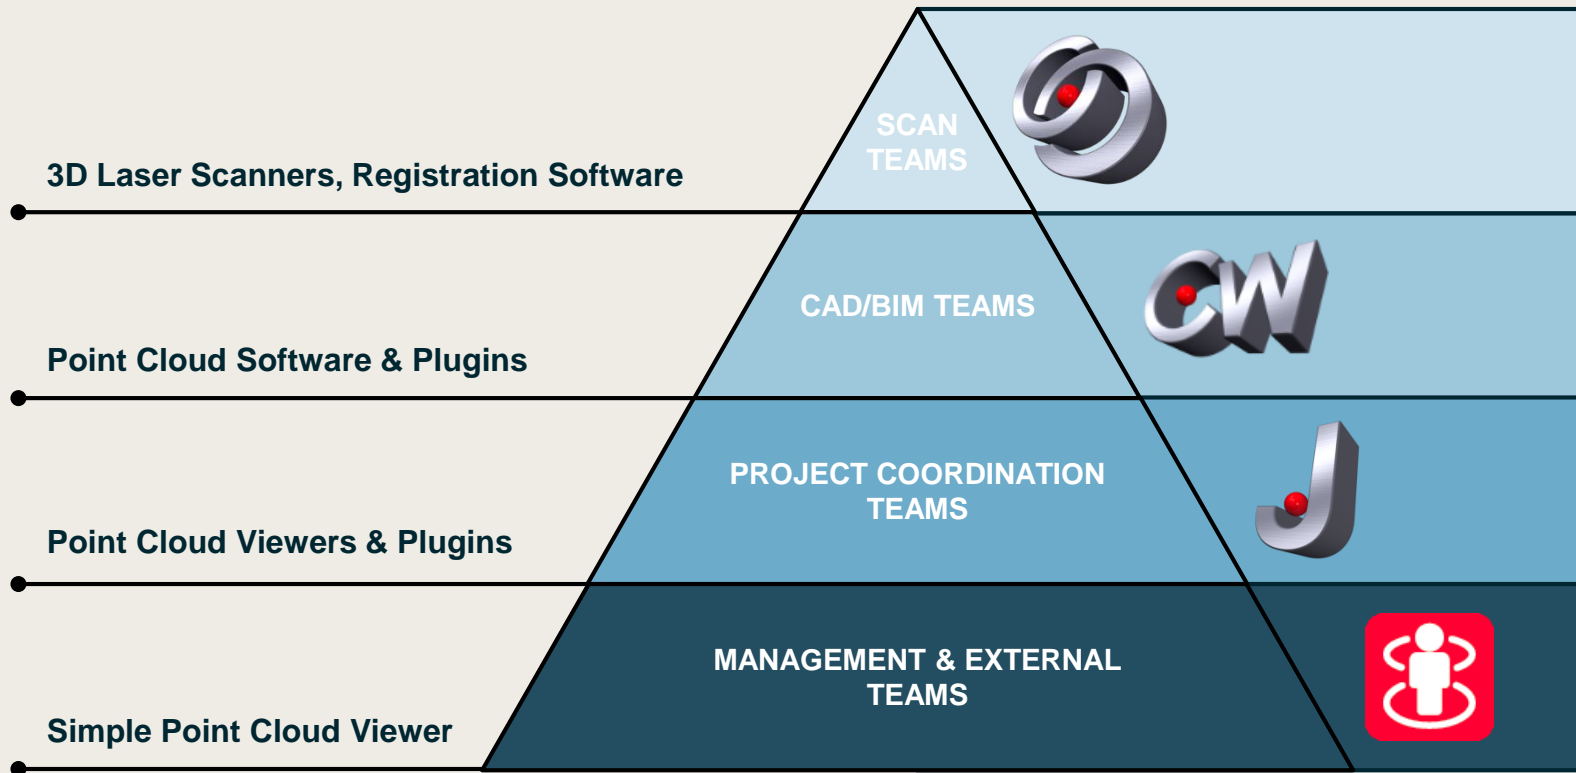 SCAN
TEAMS
3D Laser Scanners, Registration Software
CAD/BIM TEAMS
CW
Point Cloud Software & Plugins
PROJECT COORDINATION
TEAMS
J
Point Cloud Viewers & Plugins
MANAGEMENT & EXTERNAL
TEAMS
Simple Point Cloud Viewer